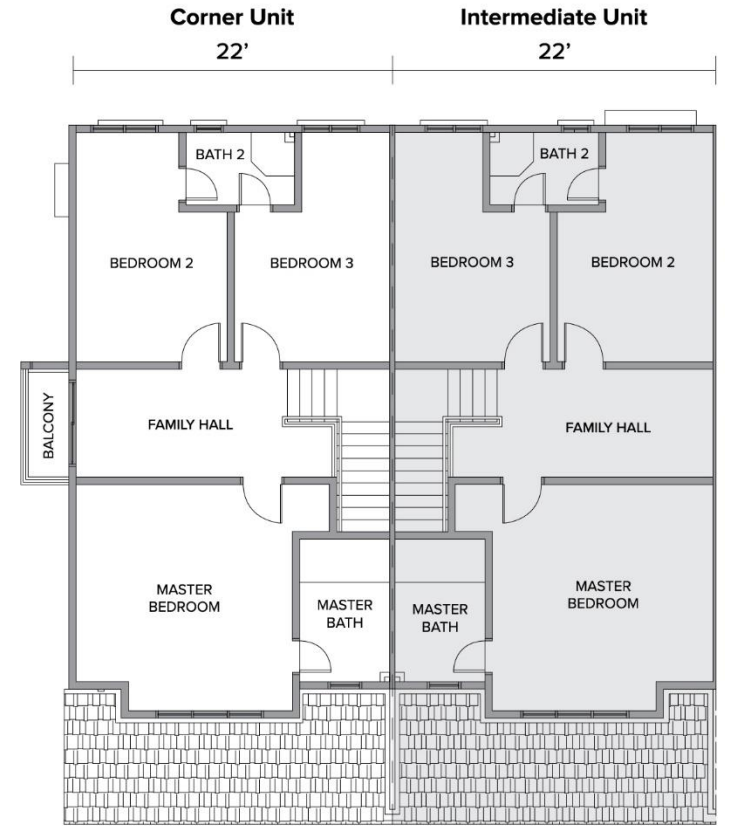 Corner Unit
Intermediate Unit
22’
22’
BATH 2
BATH 2
BEDROOM 2
BEDROOM 3
BEDROOM 3
BEDROOM 2
BALCONY
FAMILY HALL
FAMILY HALL
MASTER
BEDROOM
MASTER
BATH
MASTER
BATH
MASTER
BEDROOM